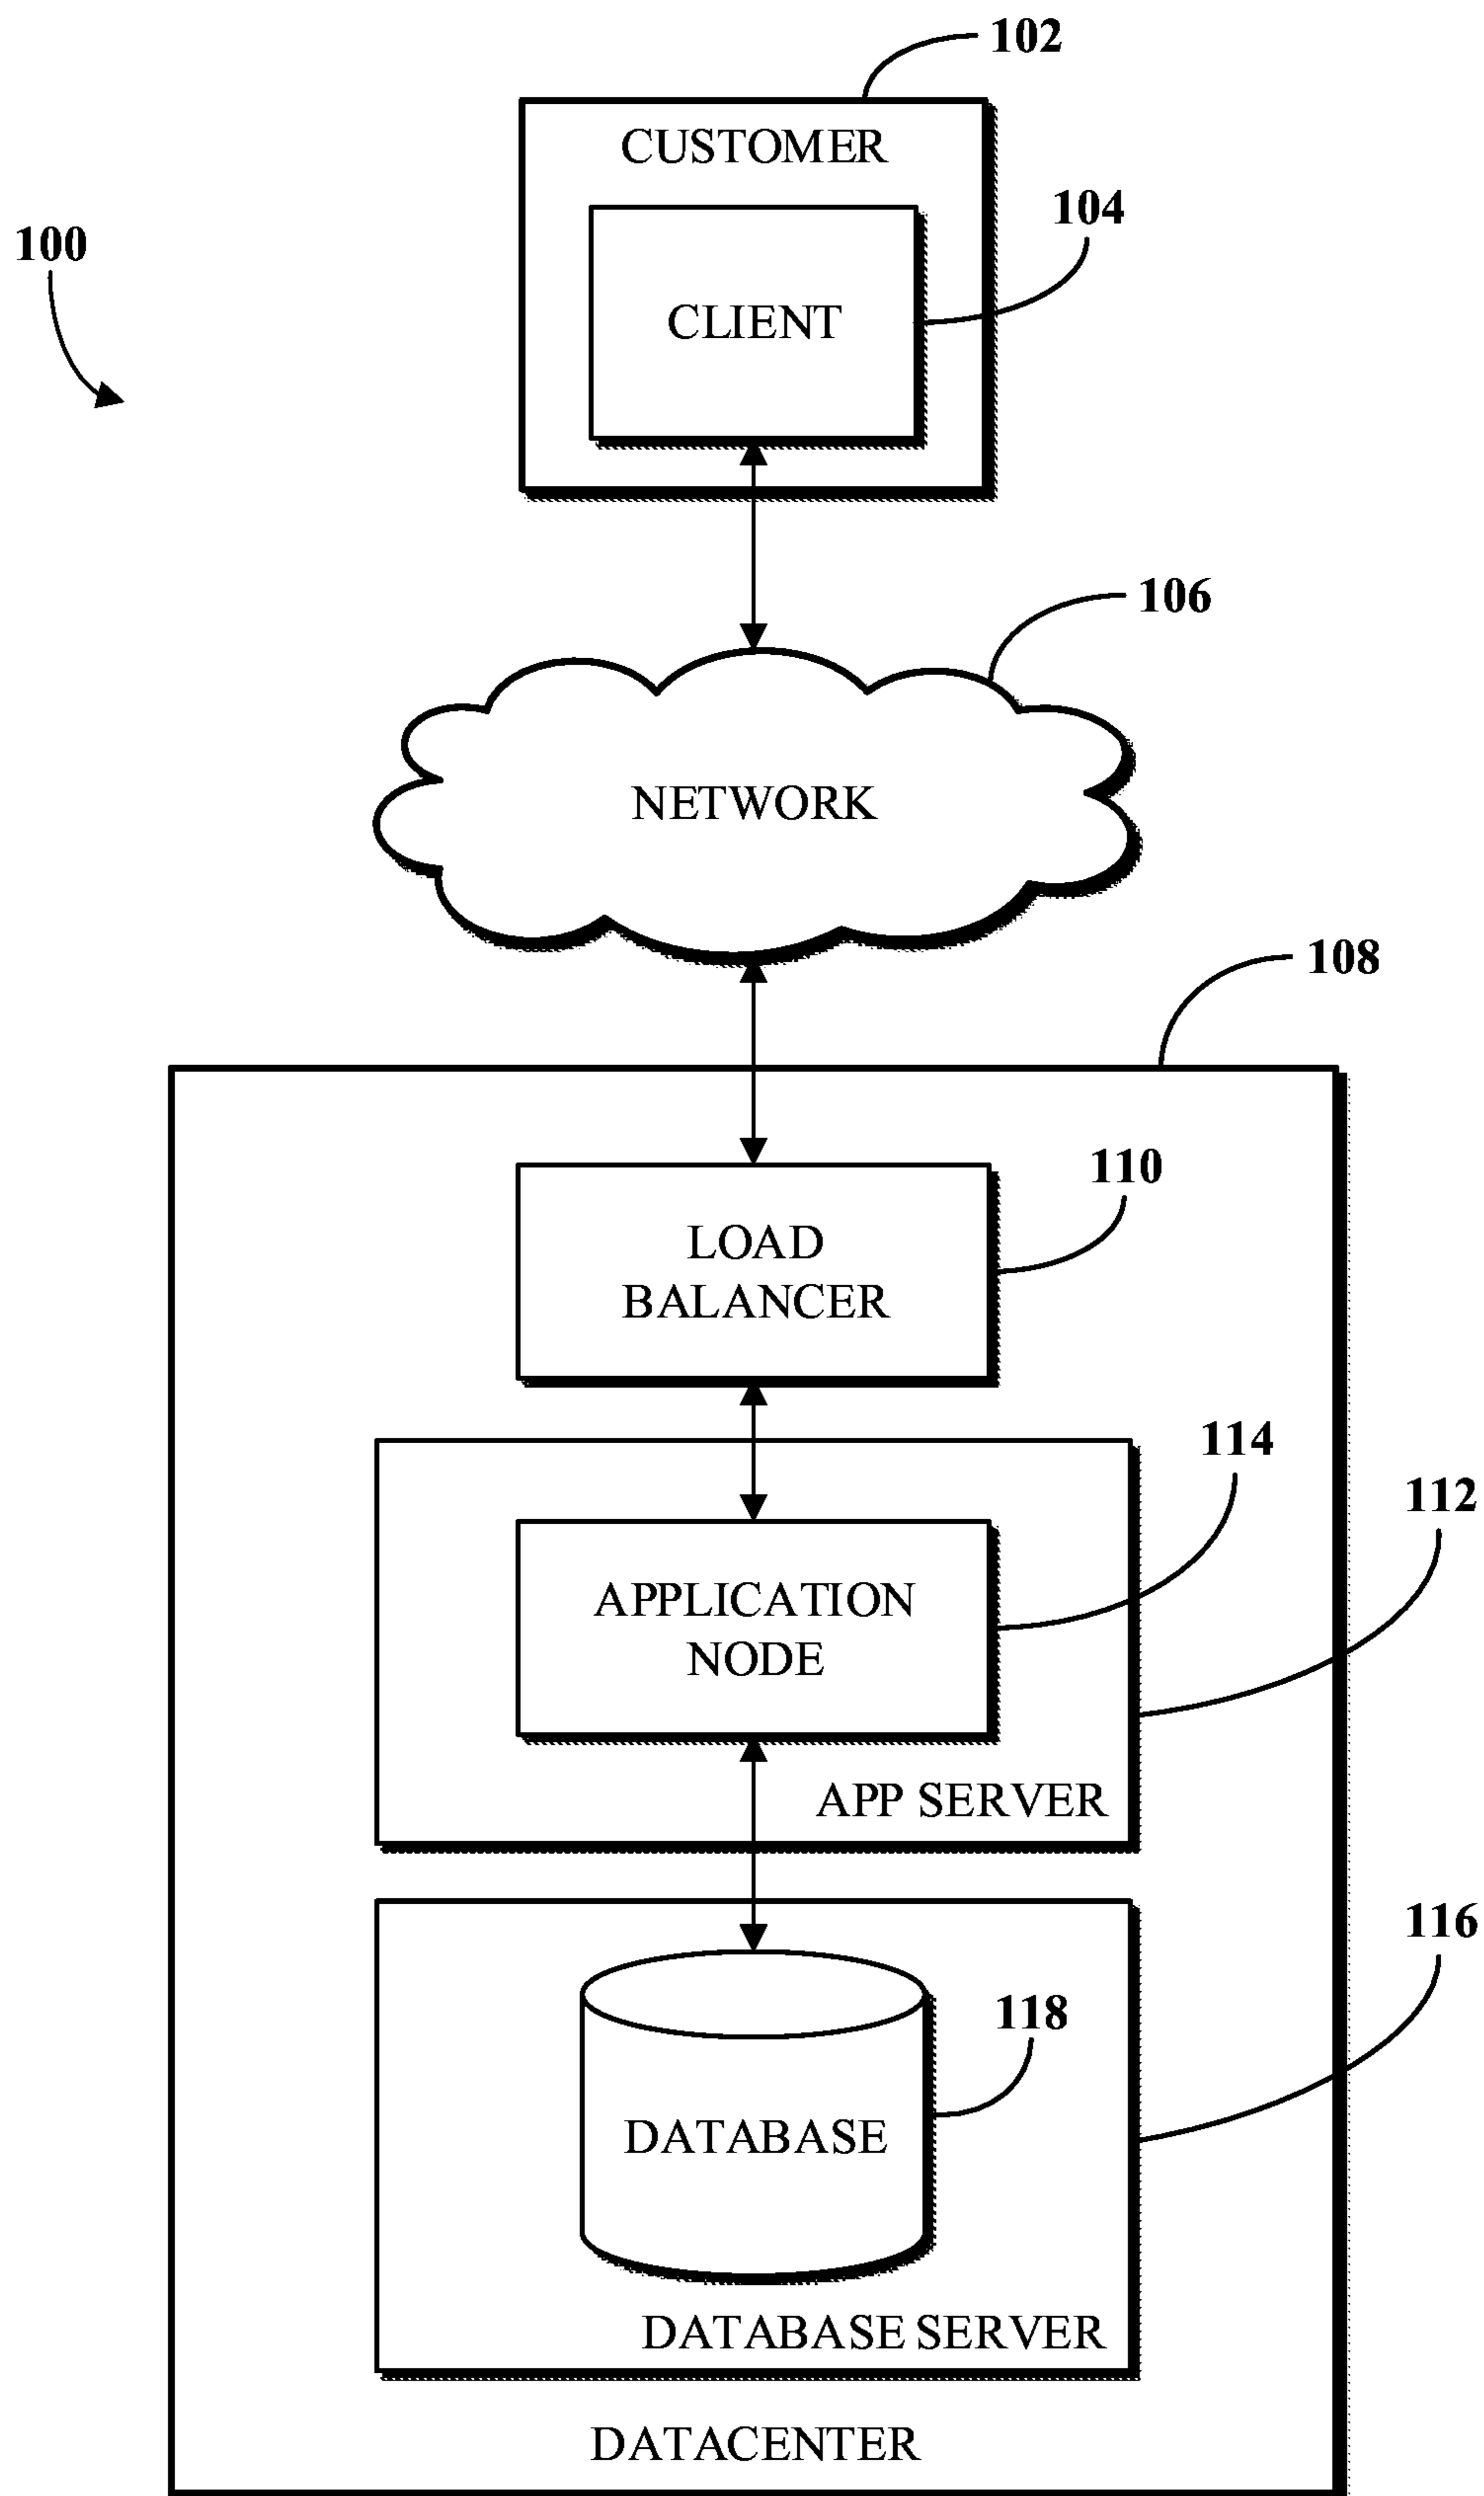 102
CUSTOMER
104
100
CLIENT
106
NETWORK
108
110
LOAD
BALANCER
114
112
APPLICATION
NODE
APP SERVER
116
118
DATABASE
DATABASE SERVER
DATACENTER